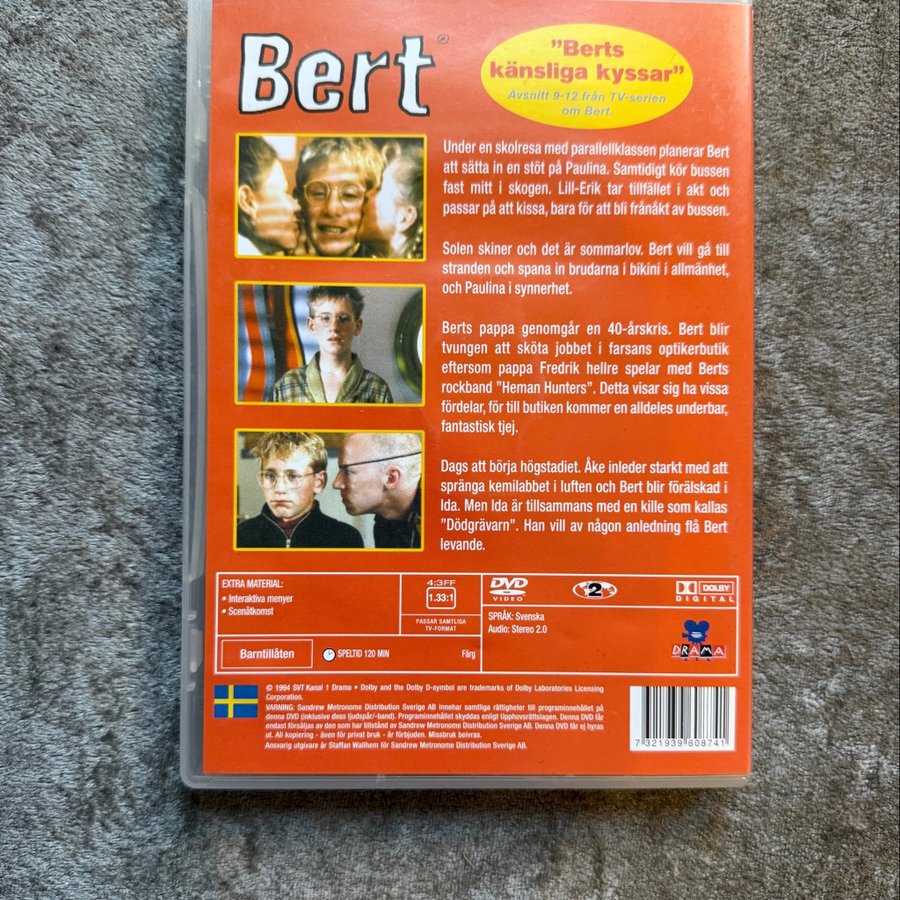 Bert®
"Berts
känsliga kyssar"
Avsnitt 9-12 från TV-serien
om Bert.
Under en skolresa med parallellklassen planerar Bert
att sätta in en stöt på Paulina. Samtidigt kör bussen
fast mitt i skogen. Lill-Erik tar tillfället i akt och
passar på att kissa, bara för att bli frånåkt av bussen.
Solen skiner och det är sommarlov. Bert vill gå till
stranden och spana in brudarna i bikini i allmänhet,
och Paulina i synnerhet.
Berts pappa genomgår en 40-årskris. Bert blir
tvungen att sköta jobbet i farsans optikerbutik
eftersom pappa Fredrik hellre spelar med Berts
rockband "Heman Hunters". Detta visar sig ha vissa
fördelar, för till butiken kommer en alldeles underbar,
fantastisk tjej.
Dags att börja högstadiet. Åke inleder starkt med att
spränga kemilabbet i luften och Bert blir förälskad i
Ida. Men Ida är tillsammans med en kille som kallas
"Dödgrävarn". Han vill av någon anledning flå Bert
levande.
EXTRA MATERIAL:
• Interaktiva menyer
• Scenåtkomst
4:3FF
1.33:1
PASSAR SAMTLIGA
TV-FORMAT
DVD
VIDEO
2
DOLBY
DIGITAL
SPRÅK: Svenska
Audio: Stereo 2.0
DRAMA
Barntillåten
SPELTID 120 MIN
Färg
© 1994 SVT Kanal 1 Drama • Dolby and the Dolby D-symbol are trademarks of Dolby Laboratories Licensing
Corporation.
WARNING: Sandrew Metronome Distribution Sverige AB innehar samtliga rättigheter till programinnehållet på
denna DVD (inklusive dess ljudspår/-band). Programinnehållet skyddas enligt Upphovsrättslagen. Denna DVD får
endast försäljas av den som har tillstånd av Sandrew Metronome Distribution Sverige AB. Denna DVD får ej hyras
ut. All kopiering - även för privat bruk - är förbjuden. Missbruk beivras.
Ansvarig utgivare är Staffan Wallhem för Sandrew Metronome Distribution Sverige AB.
7 321939 608741